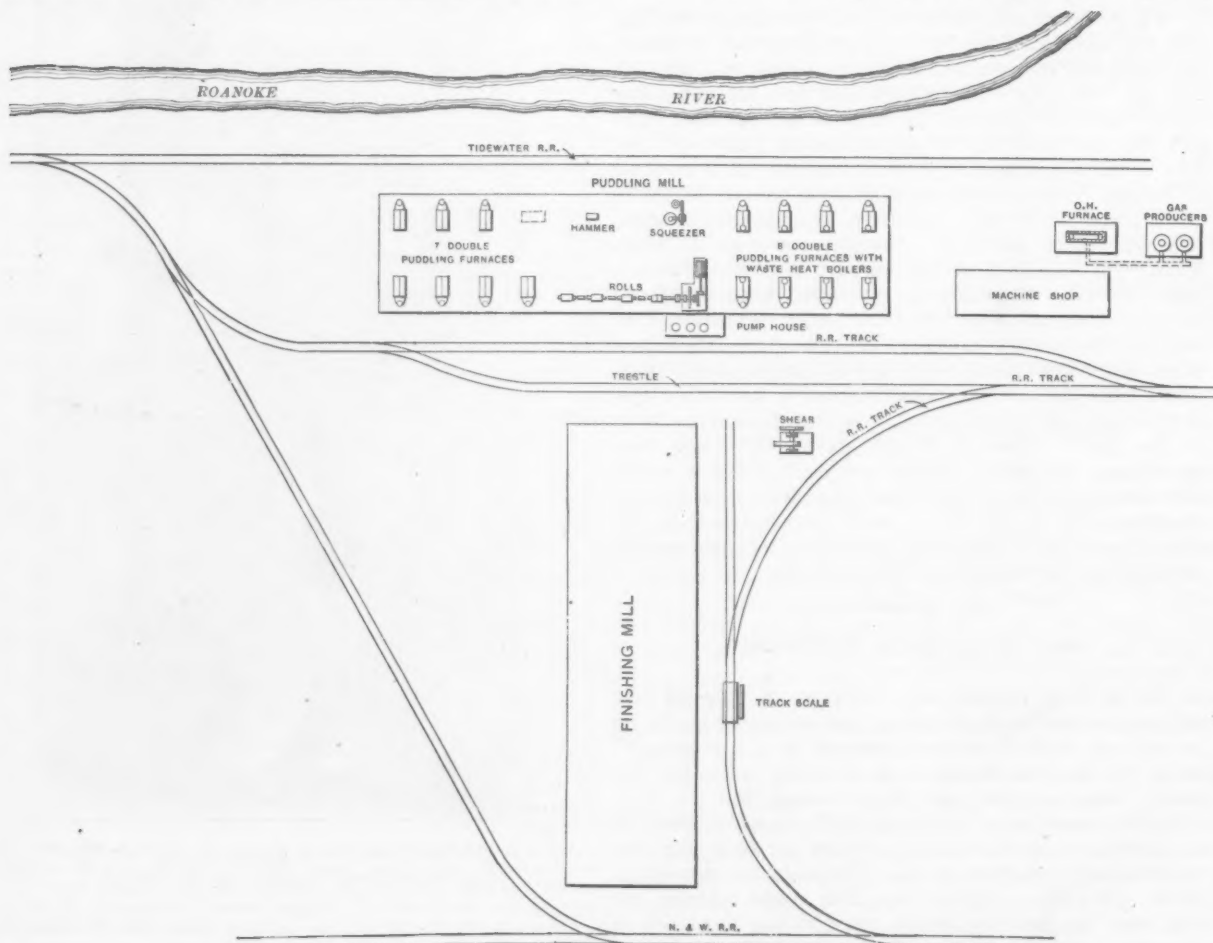 ROANOKE RIVER
TIDEWATER R.R.
PUDDLING MILL
O.H.
FURNACE
GAS
PRODUCERS
HAMMER
SQUEEZER
7 DOUBLE
PUDDLING FURNACES
8 DOUBLE
PUDDLING FURNACES WITH
WASTE HEAT BOILERS
ROLLS
MACHINE SHOP
PUMP HOUSE
R.R. TRACK
TRESTLE
R.R. TRACK
R.R. TRACK
SHEAR
FINISHING MILL
TRACK SCALE
N. & W. R.R.